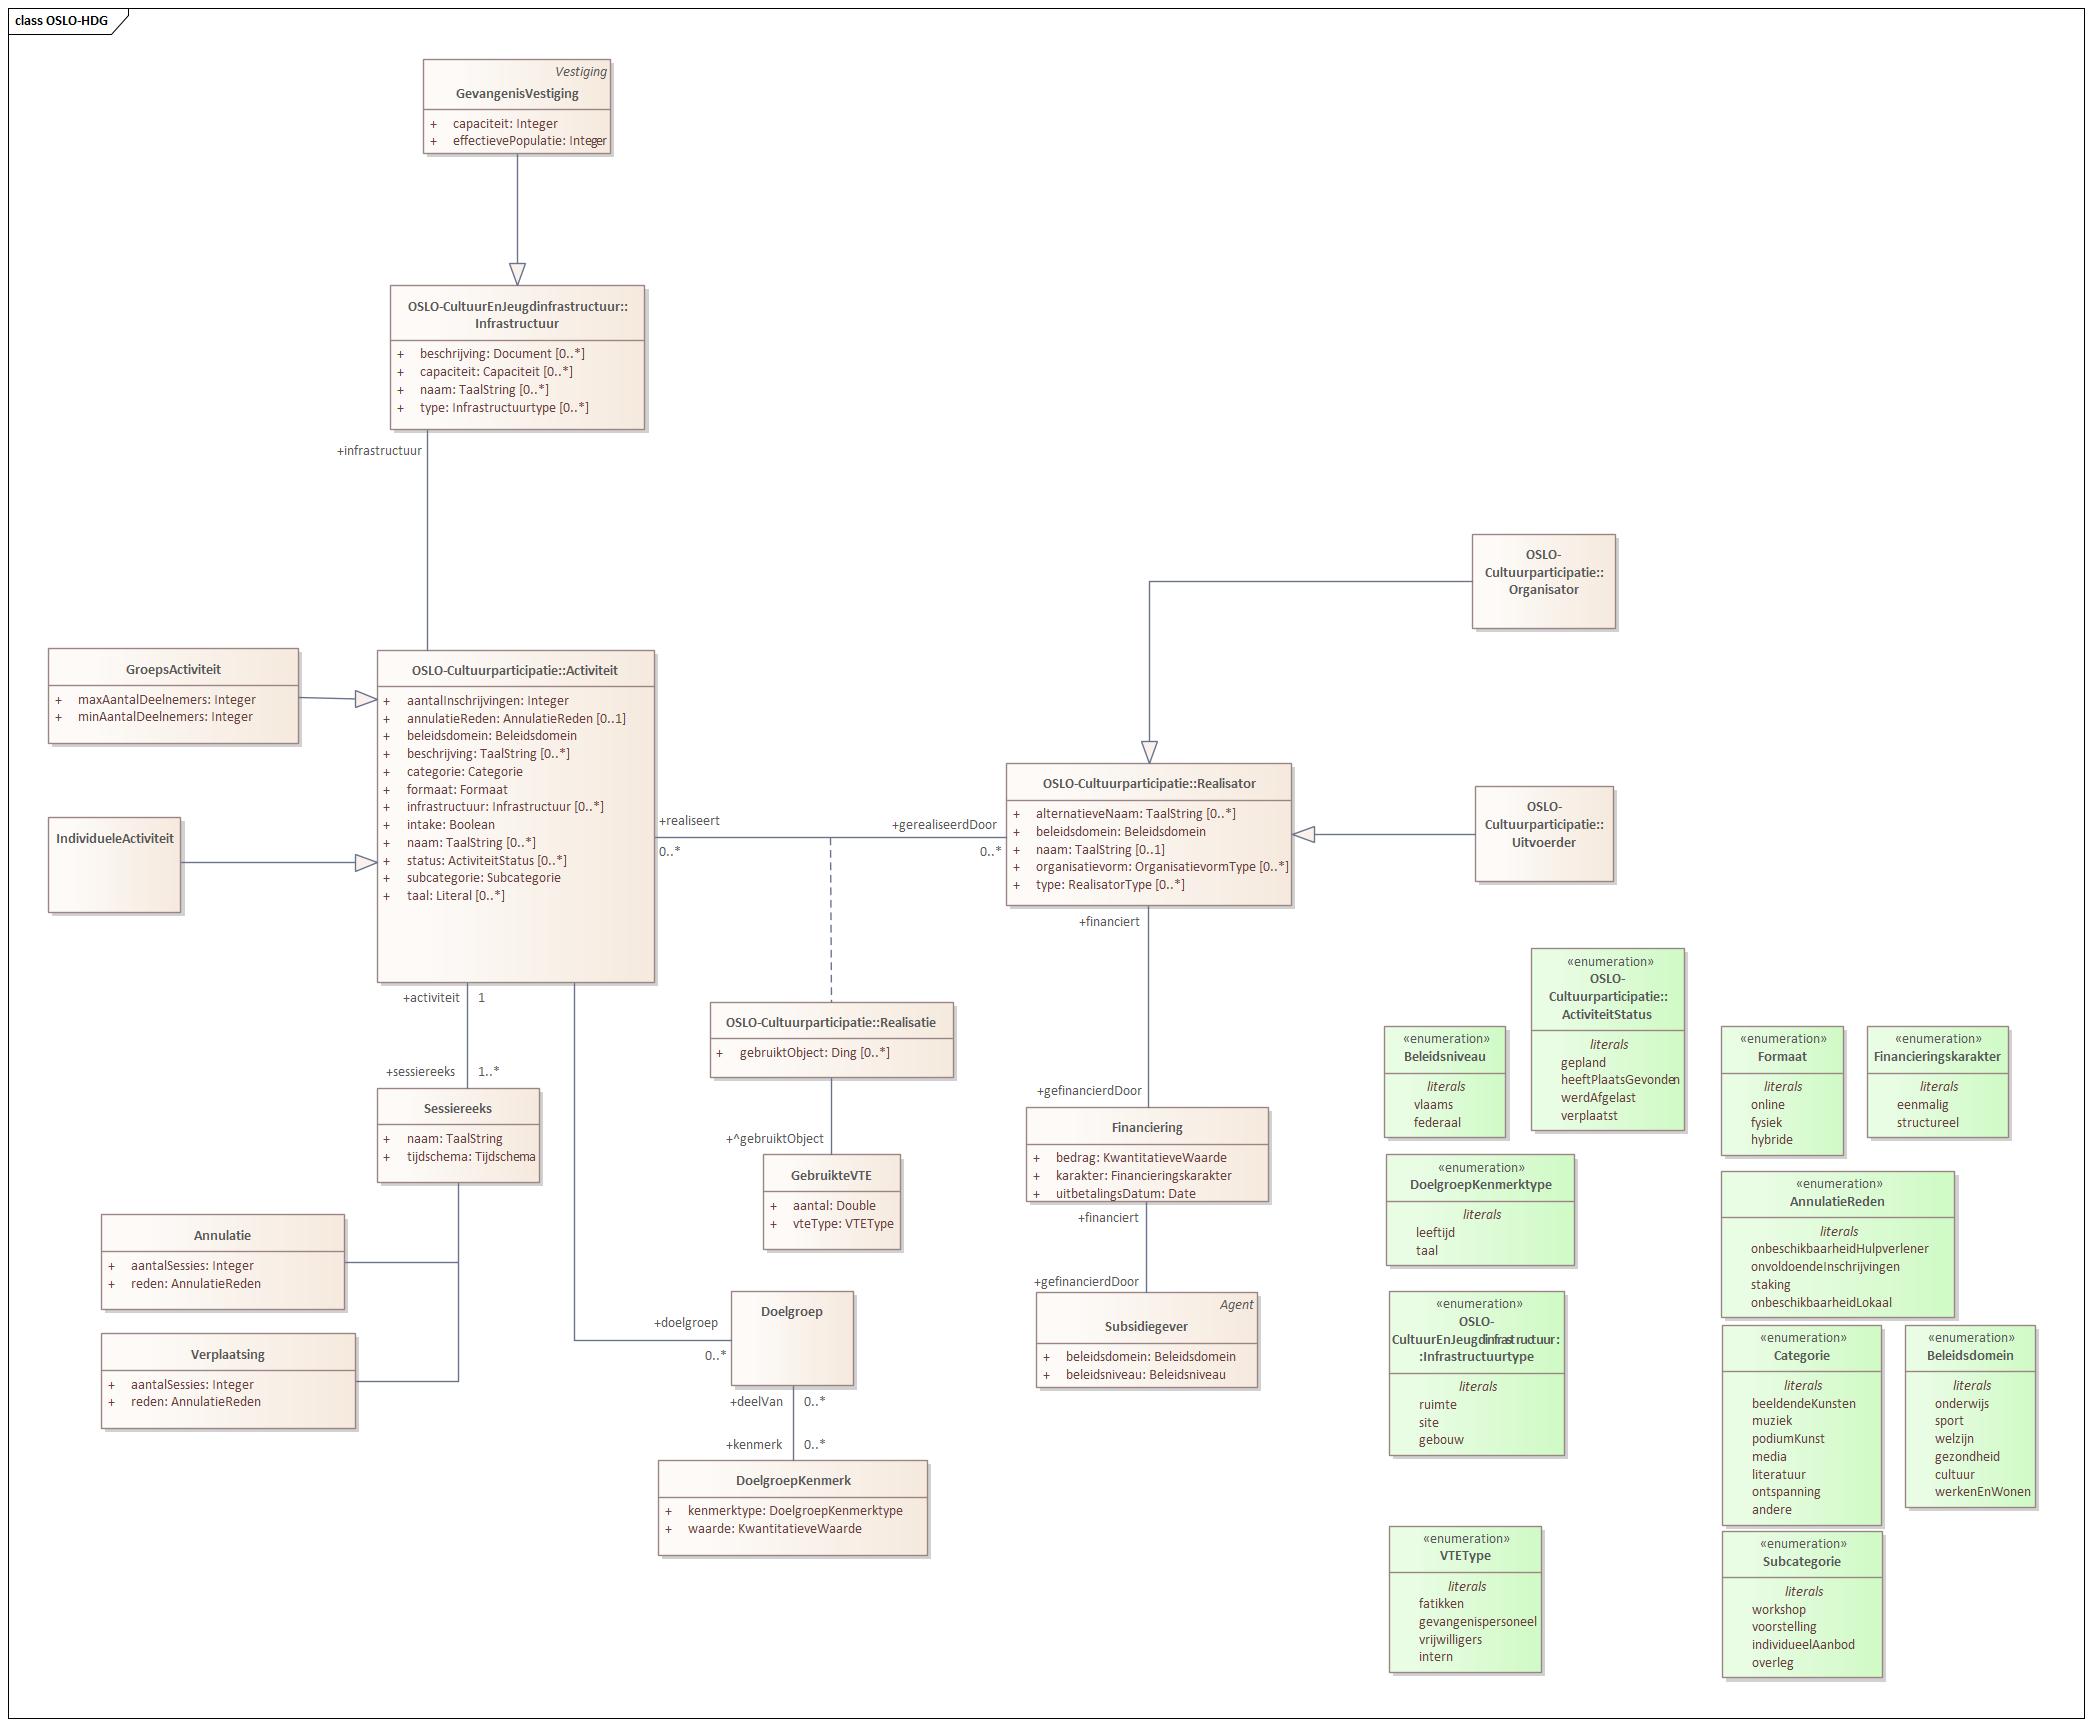 class OSLO-HDG
Vestiging
GevangenisVestiging
+ capaciteit: Integer
+ effectievePopulatie: Integer
OSLO-CultuurEnJeugdinfrastructuur::
Infrastructuur
+ beschrijving: Document [0..*]
+ capaciteit: Capaciteit [0..*]
+ naam: TaalString [0..*]
+ type: Infrastructuurtype [0..*]
+infrastructuur
OSLO-
Cultuurparticipatie::
Organisator
GroepsActiviteit
+ maxAantalDeelnemers: Integer
+ minAantalDeelnemers: Integer
IndividueleActiviteit
OSLO-Cultuurparticipatie::Activiteit
+ aantalInschrijvingen: Integer
+ annulatieReden: AnnulatieReden [0..1]
+ beleidsdomein: Beleidsdomein
+ beschrijving: TaalString [0..*]
+ categorie: Categorie
+ formaat: Formaat
+ infrastructuur: Infrastructuur [0..*]
+ intake: Boolean
+ naam: TaalString [0..*]
+ status: ActiviteitStatus [0..*]
+ subcategorie: Subcategorie
+ taal: Literal [0..*]
+realiseert
0..*
+gerealiseerdDoor
0..*
OSLO-Cultuurparticipatie::Realisator
+ alternatieveNaam: TaalString [0..*]
+ beleidsdomein: Beleidsdomein
+ naam: TaalString [0..1]
+ organisatievorm: OrganisatievormType [0..*]
+ type: RealisatorType [0..*]
OSLO-
Cultuurparticipatie::
Uitvoerder
+financiert
+gefinancierdDoor
+activiteit 1
+sessiereeks 1..*
Sessiereeks
+ naam: TaalString
+ tijdschema: Tijdschema
Annulatie
+ aantalSessies: Integer
+ reden: AnnulatieReden
Verplaatsing
+ aantalSessies: Integer
+ reden: AnnulatieReden
OSLO-Cultuurparticipatie::Realisatie
+ gebruiktObject: Ding [0..*]
+^gebruiktObject
GebruikteVTE
+ aantal: Double
+ vteType: VTEType
+doelgroep
0..*
Doelgroep
+deelVan 0..*
+kenmerk 0..*
DoelgroepKenmerk
+ kenmerktype: DoelgroepKenmerktype
+ waarde: KwantitatieveWaarde
Financiering
+ bedrag: KwantitatieveWaarde
+ karakter: Financieringskarakter
+ uitbetalingsDatum: Date
+financiert
+gefinancierdDoor
Agent
Subsidiegever
+ beleidsdomein: Beleidsdomein
+ beleidsniveau: Beleidsniveau
«enumeration»
Beleidsniveau
literals
vlaams
federaal
«enumeration»
OSLO-
Cultuurparticipatie::
ActiviteitStatus
literals
gepland
heeftPlaatsGevonden
werdAfgelast
verplaatst
«enumeration»
Formaat
literals
online
fysiek
hybride
«enumeration»
Financieringskarakter
literals
eenmalig
structureel
«enumeration»
DoelgroepKenmerktype
literals
leeftijd
taal
«enumeration»
AnnulatieReden
literals
onbeschikbaarheidHulpverlener
onvoldoendeInschrijvingen
staking
onbeschikbaarheidLokaal
«enumeration»
OSLO-
CultuurEnJeugdinfrastructuur:
:Infrastructuurtype
literals
ruimte
site
gebouw
«enumeration»
Categorie
literals
beeldendeKunsten
muziek
podiumKunst
media
literatuur
ontspanning
andere
«enumeration»
Beleidsdomein
literals
onderwijs
sport
welzijn
gezondheid
cultuur
werkenEnWonen
«enumeration»
VTEType
literals
fatikken
gevangenispersoneel
vrijwilligers
intern
«enumeration»
Subcategorie
literals
workshop
voorstelling
individueelAanbod
overleg